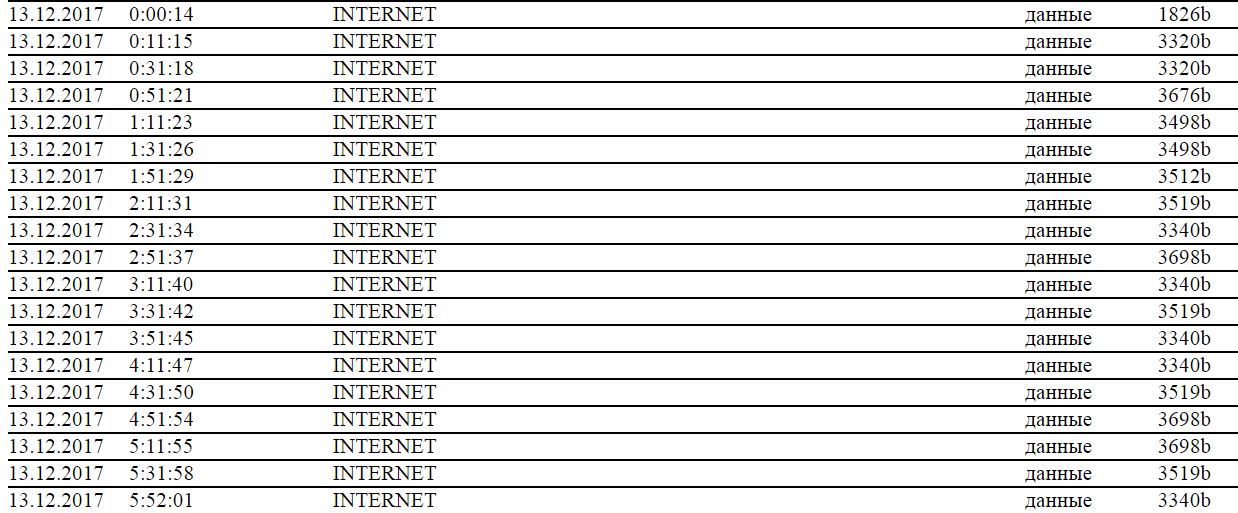 13.12.2017 0:00:14 INTERNET данные 1826b
13.12.2017 0:11:15 INTERNET данные 3320b
13.12.2017 0:31:18 INTERNET данные 3320b
13.12.2017 0:51:21 INTERNET данные 3676b
13.12.2017 1:11:23 INTERNET данные 3498b
13.12.2017 1:31:26 INTERNET данные 3498b
13.12.2017 1:51:29 INTERNET данные 3512b
13.12.2017 2:11:31 INTERNET данные 3519b
13.12.2017 2:31:34 INTERNET данные 3340b
13.12.2017 2:51:37 INTERNET данные 3698b
13.12.2017 3:11:40 INTERNET данные 3340b
13.12.2017 3:31:42 INTERNET данные 3519b
13.12.2017 3:51:45 INTERNET данные 3340b
13.12.2017 4:11:47 INTERNET данные 3340b
13.12.2017 4:31:50 INTERNET данные 3519b
13.12.2017 4:51:54 INTERNET данные 3698b
13.12.2017 5:11:55 INTERNET данные 3698b
13.12.2017 5:31:58 INTERNET данные 3519b
13.12.2017 5:52:01 INTERNET данные 3340b